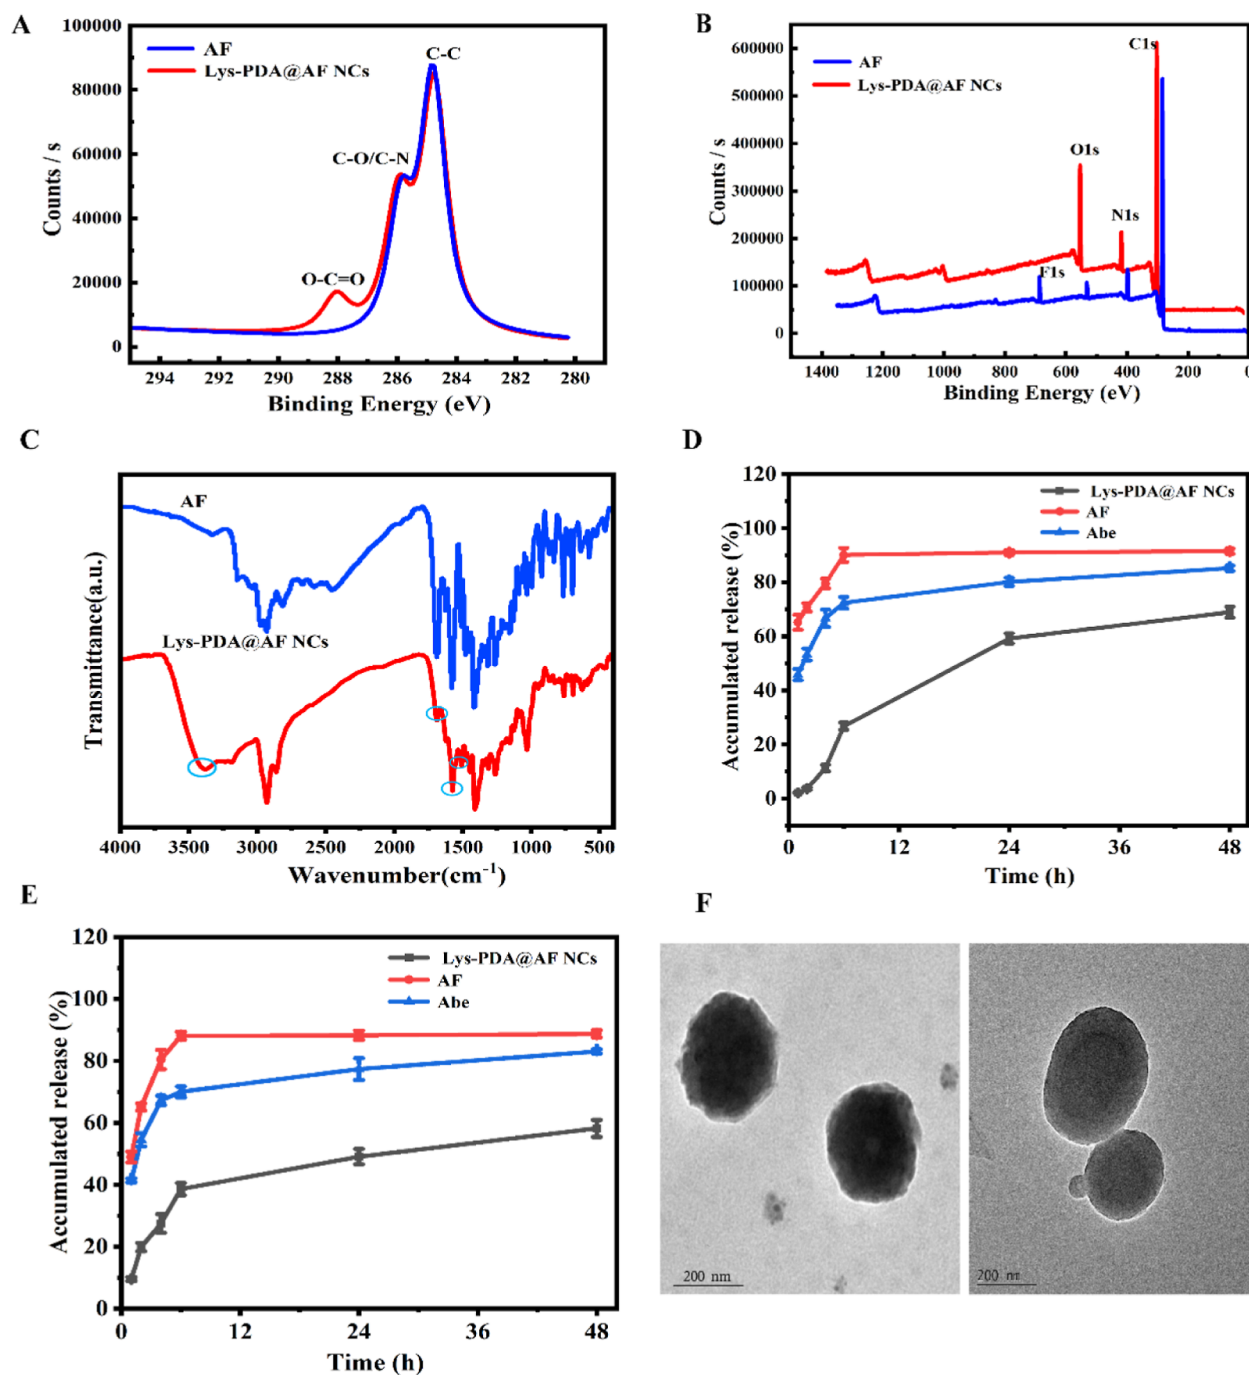 A
100000
80000
60000
40000
20000
0
Counts / s
AF
Lys-PDA@AF NCs
C-C
C-O/C-N
O-C=O
294 292 290 288 286 284 282 280
Binding Energy (eV)
B
600000
500000
400000
300000
200000
100000
0
Counts / s
AF
Lys-PDA@AF NCs
C1s
O1s
N1s
F1s
1400 1200 1000 800 600 400 200 0
Binding Energy (eV)
C
Transmittance(a.u.)
AF
Lys-PDA@AF NCs
4000 3500 3000 2500 2000 1500 1000 500
Wavenumber(cm⁻¹)
D
120
100
80
60
40
20
0
Accumulated release (%)
Lys-PDA@AF NCs
AF
Abe
0 12 24 36 48
Time (h)
E
120
100
80
60
40
20
0
Accumulated release (%)
Lys-PDA@AF NCs
AF
Abe
0 12 24 36 48
Time (h)
F
200 nm
200 nm